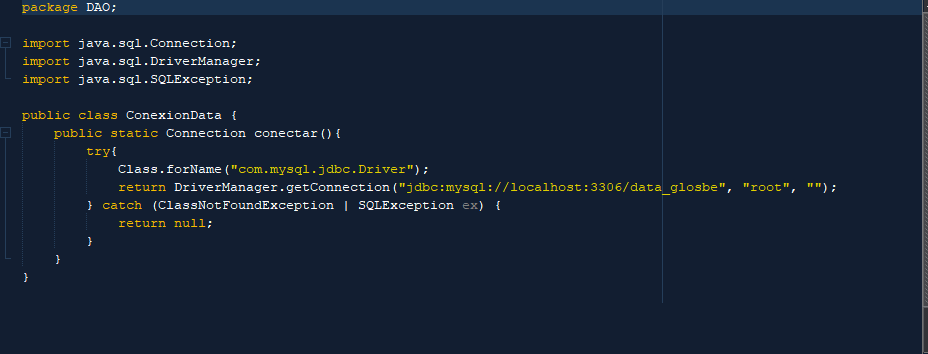 package DAO;
import java.sql.Connection;
import java.sql.DriverManager;
import java.sql.SQLException;
public class ConexionData {
public static Connection conectar(){
try{
Class.forName("com.mysql.jdbc.Driver");
return DriverManager.getConnection("jdbc:mysql://localhost:3306/data_glosbe", "root", "");
} catch (ClassNotFoundException | SQLException ex) {
return null;
}
}
}